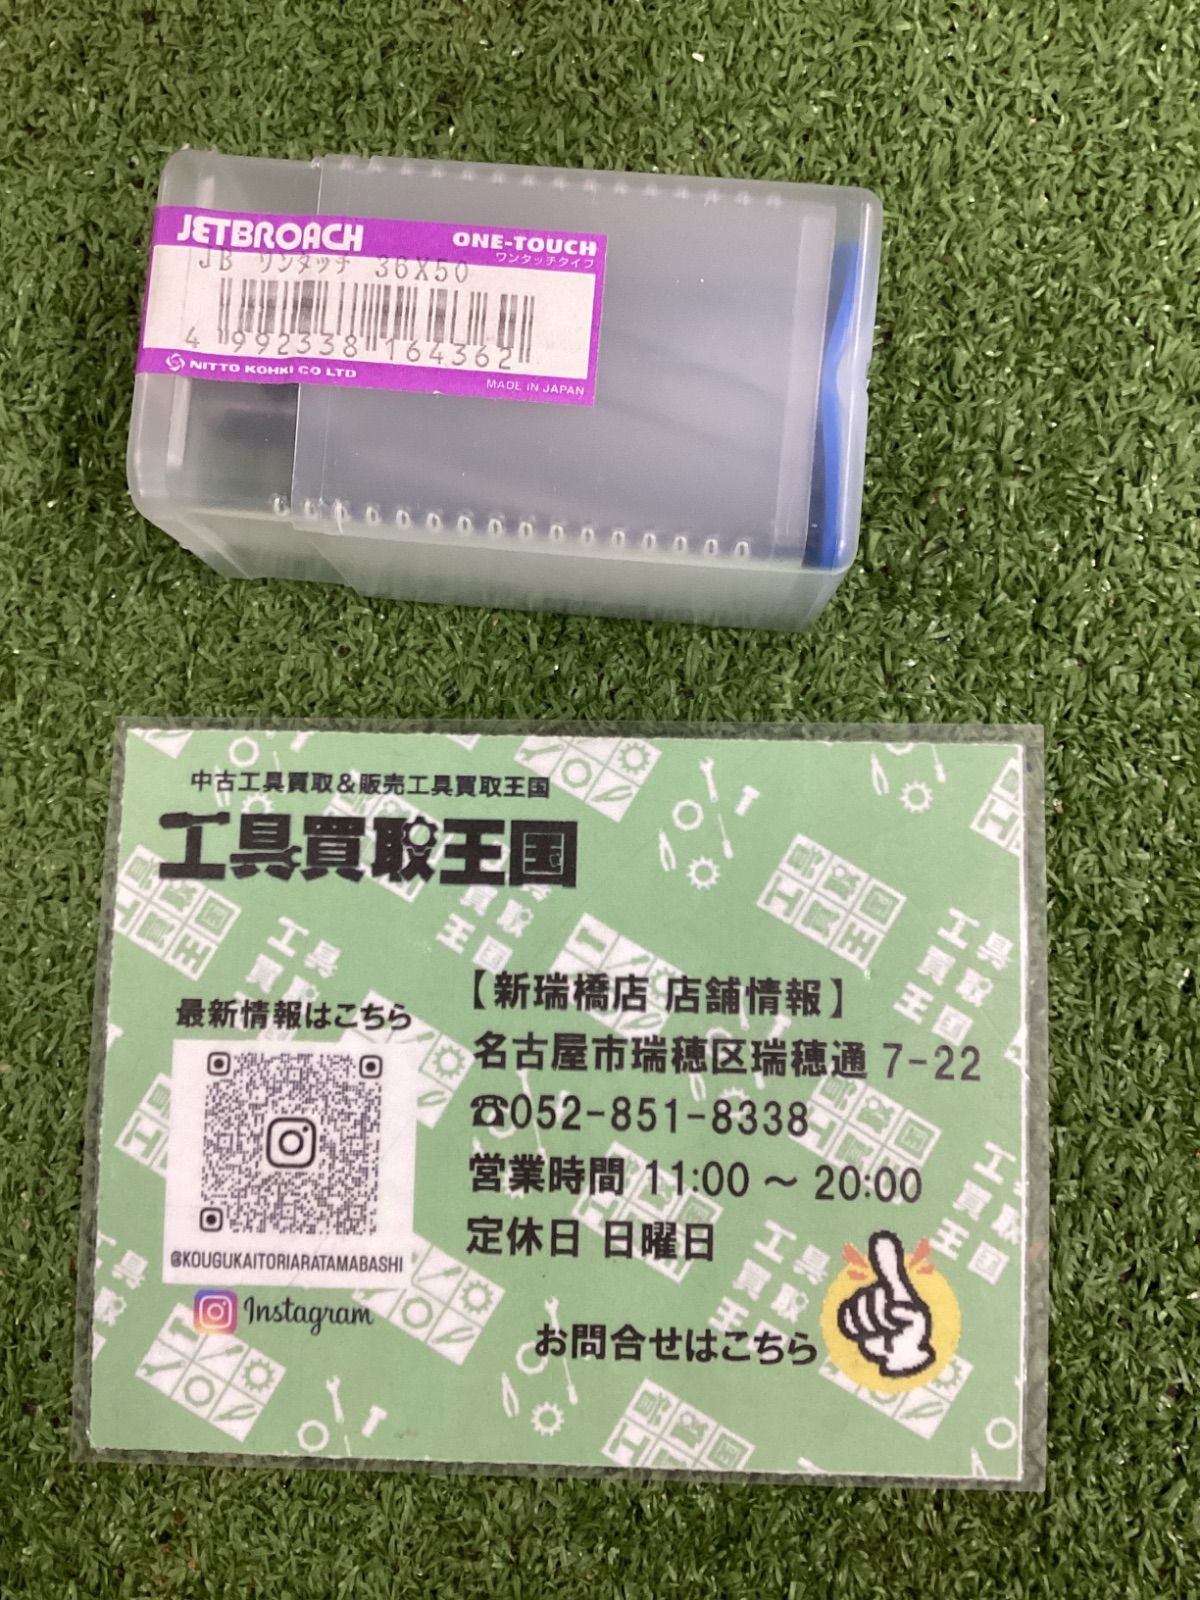 JETBROACH
ONE-TOUCH
ワンタッチタイプ
JB ワンタッチ 36X50
4 992338 164362
NITTO KOHKI CO LTD
MADE IN JAPAN
中古工具買取&販売工具買取王国
工具買取王国
【新瑞橋店 店舗情報】
最新情報はこちら
名古屋市瑞穂区瑞穂通 7-22
☎052-851-8338
営業時間 11:00 ～ 20:00
定休日 日曜日
@KOUGUKAITORIARATAMABASHI
Instagram
お問合せはこちら